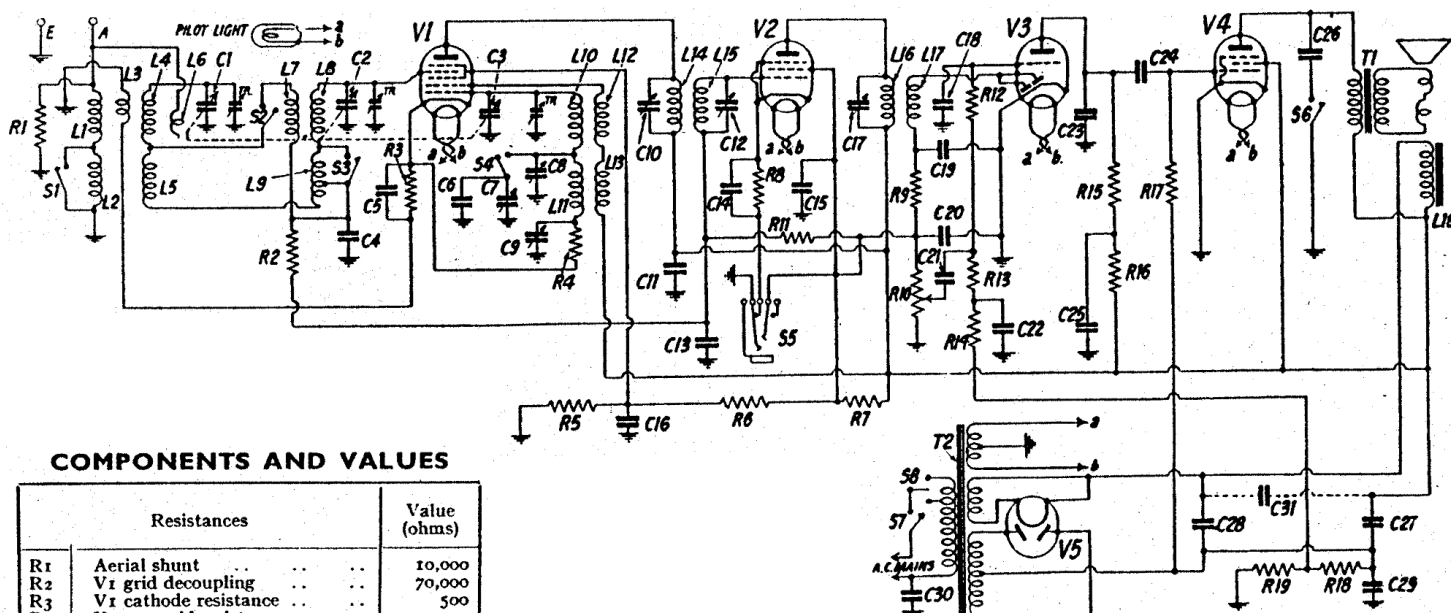 E
A
PILOT LIGHT
a
b
V1
V2
V3
V4
L3
L4
L6
C1
L7
L8
C2
C3
L10
L12
L14
L15
L16
L17
C18
C24
C26
T1
TR
TR
TR
R1
L1
S2
R12
S6
R3
a
b
C10
C12
a
b
C17
a
b
C23
a
b
S1
L2
L5
L9
S3
C5
C6
S4
C7
C8
L13
L11
C14
R8
C15
R9
C19
R15
R17
L18
R2
C4
C9
R4
C11
R11
C20
C21
R10
R13
R16
C13
S5
R14
C22
C25
R5
C16
R6
R7
T2
a
b
S8
S7
C31
C28
C27
V5
A.C. MAINS
C30
R19
R18
C29
COMPONENTS AND VALUES
Resistances
Value (ohms)
R1 Aerial shunt .. .. .. 10,000
R2 V1 grid decoupling .. .. 70,000
R3 V1 cathode resistance .. .. 500